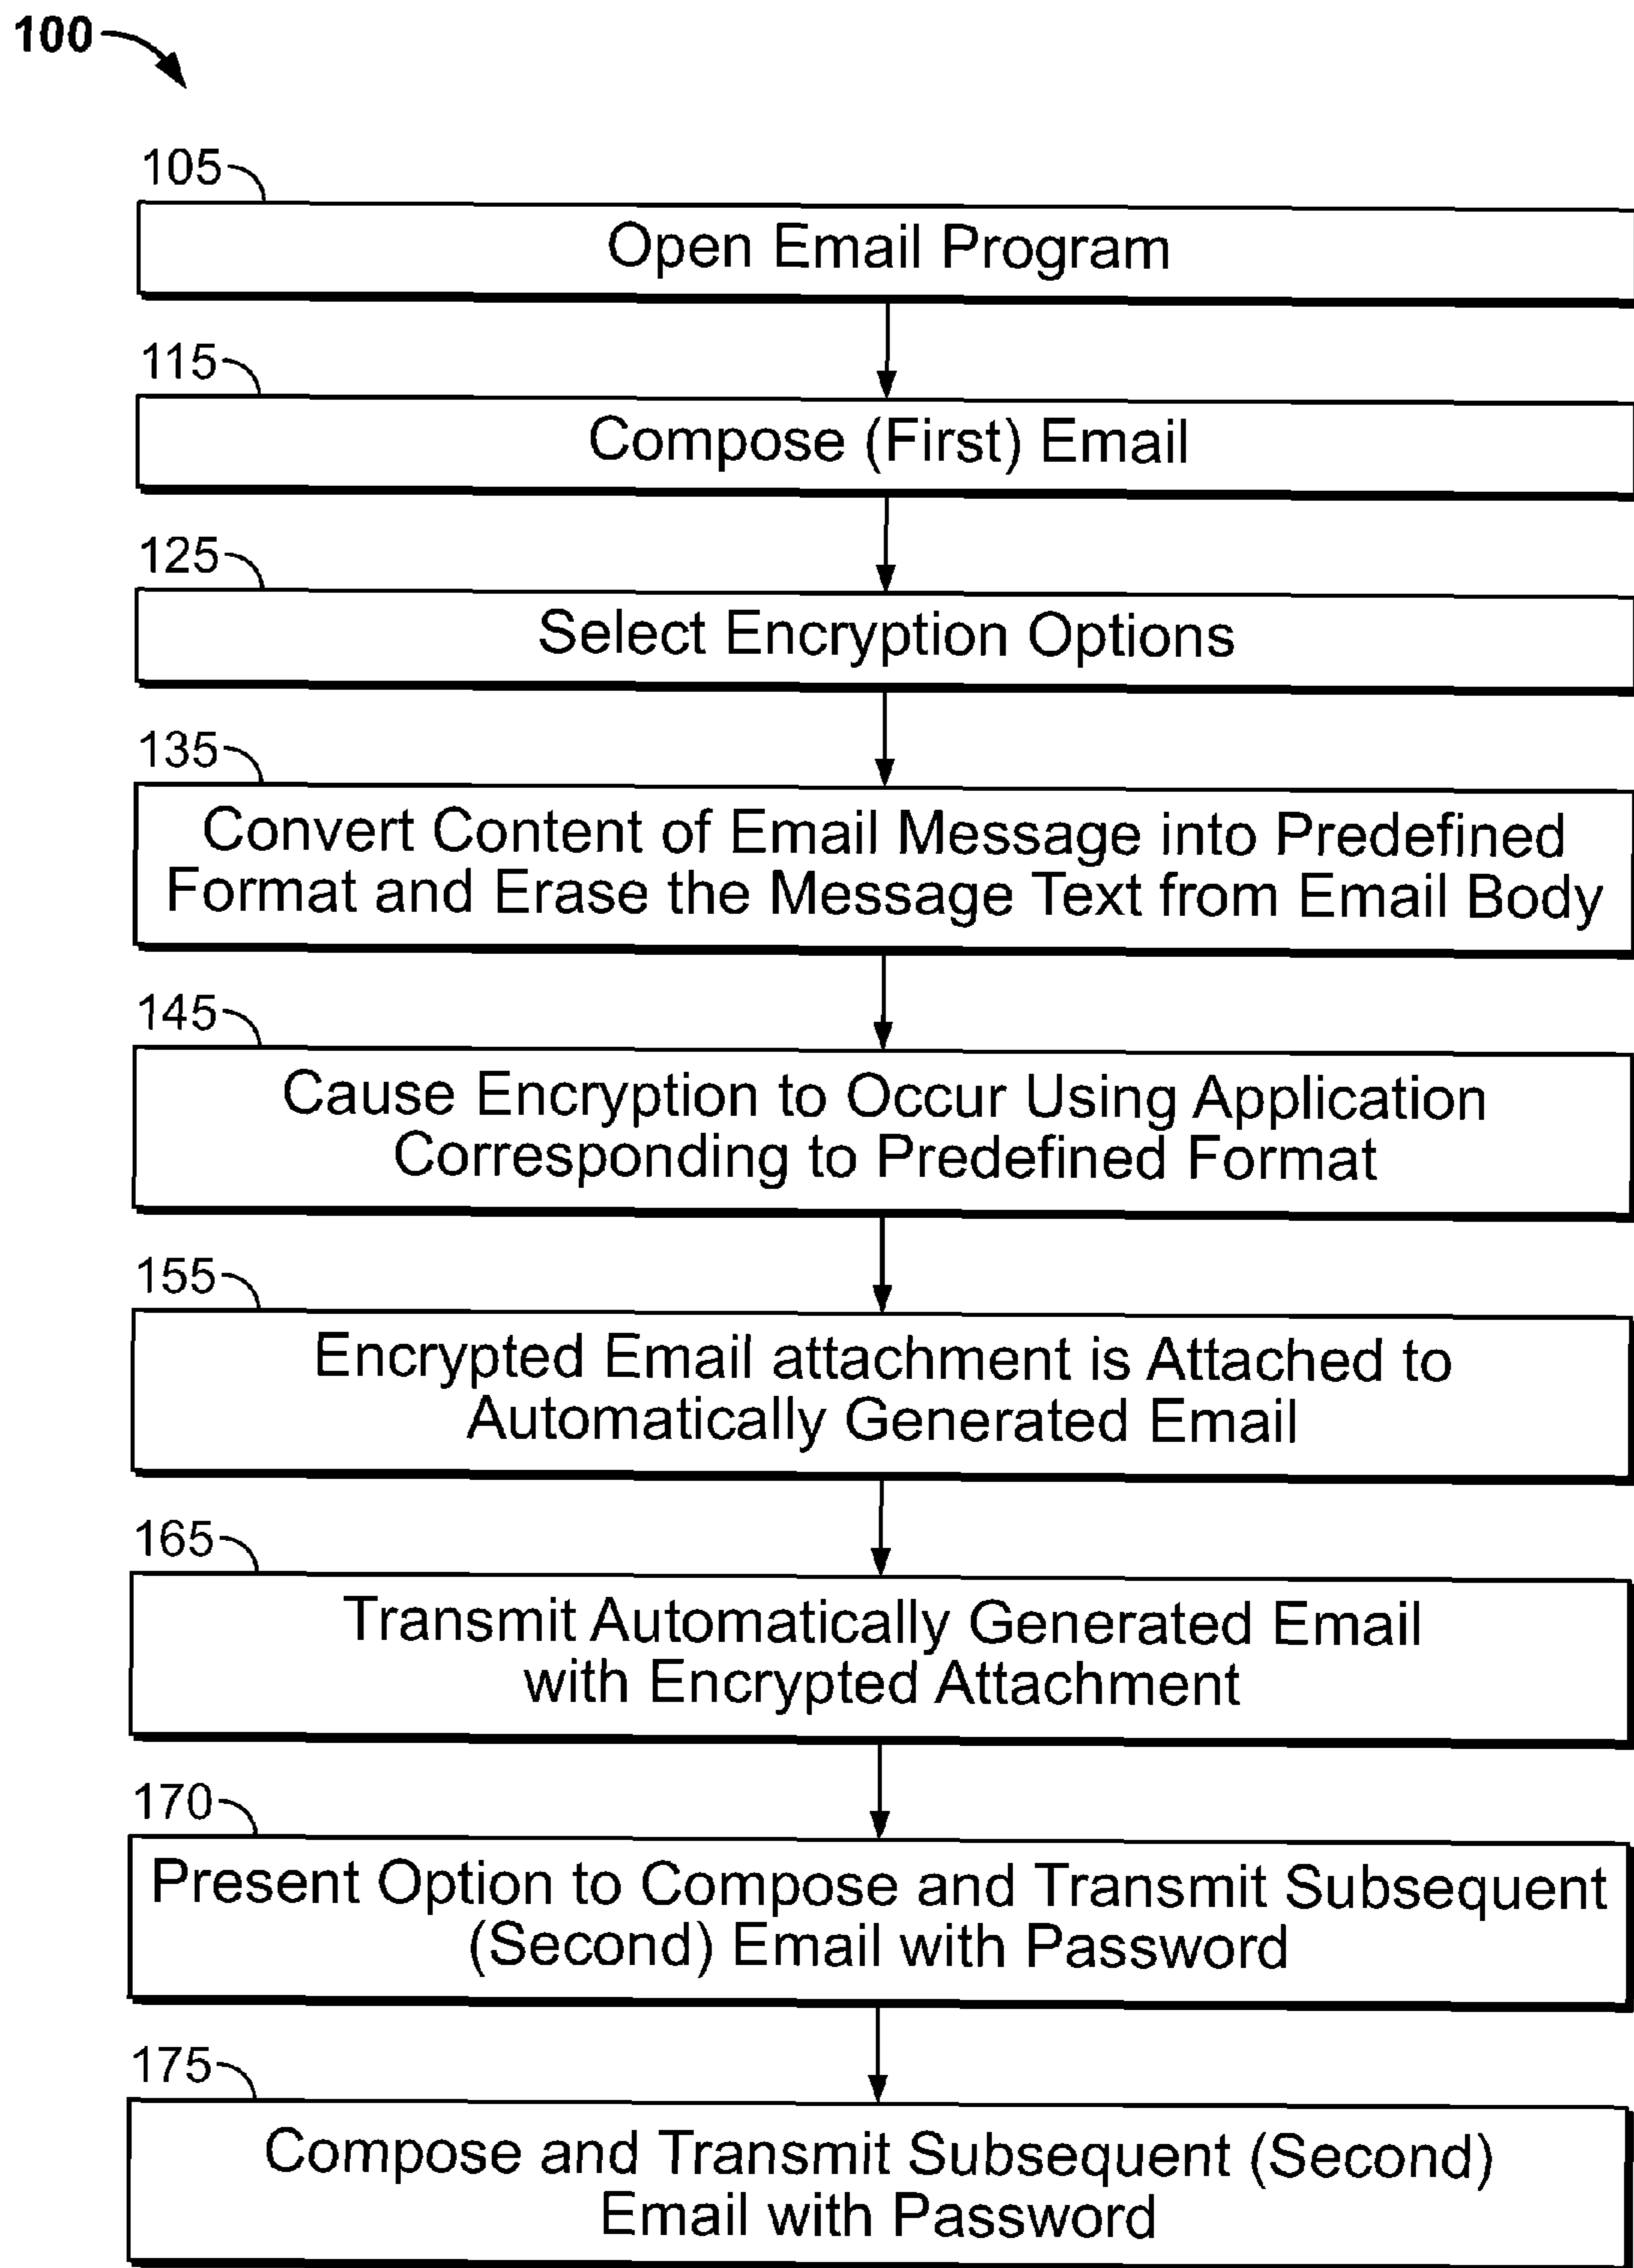 100
105
Open Email Program
115
Compose (First) Email
125
Select Encryption Options
135
Convert Content of Email Message into Predefined
Format and Erase the Message Text from Email Body
145
Cause Encryption to Occur Using Application
Corresponding to Predefined Format
155
Encrypted Email attachment is Attached to
Automatically Generated Email
165
Transmit Automatically Generated Email
with Encrypted Attachment
170
Present Option to Compose and Transmit Subsequent
(Second) Email with Password
175
Compose and Transmit Subsequent (Second)
Email with Password